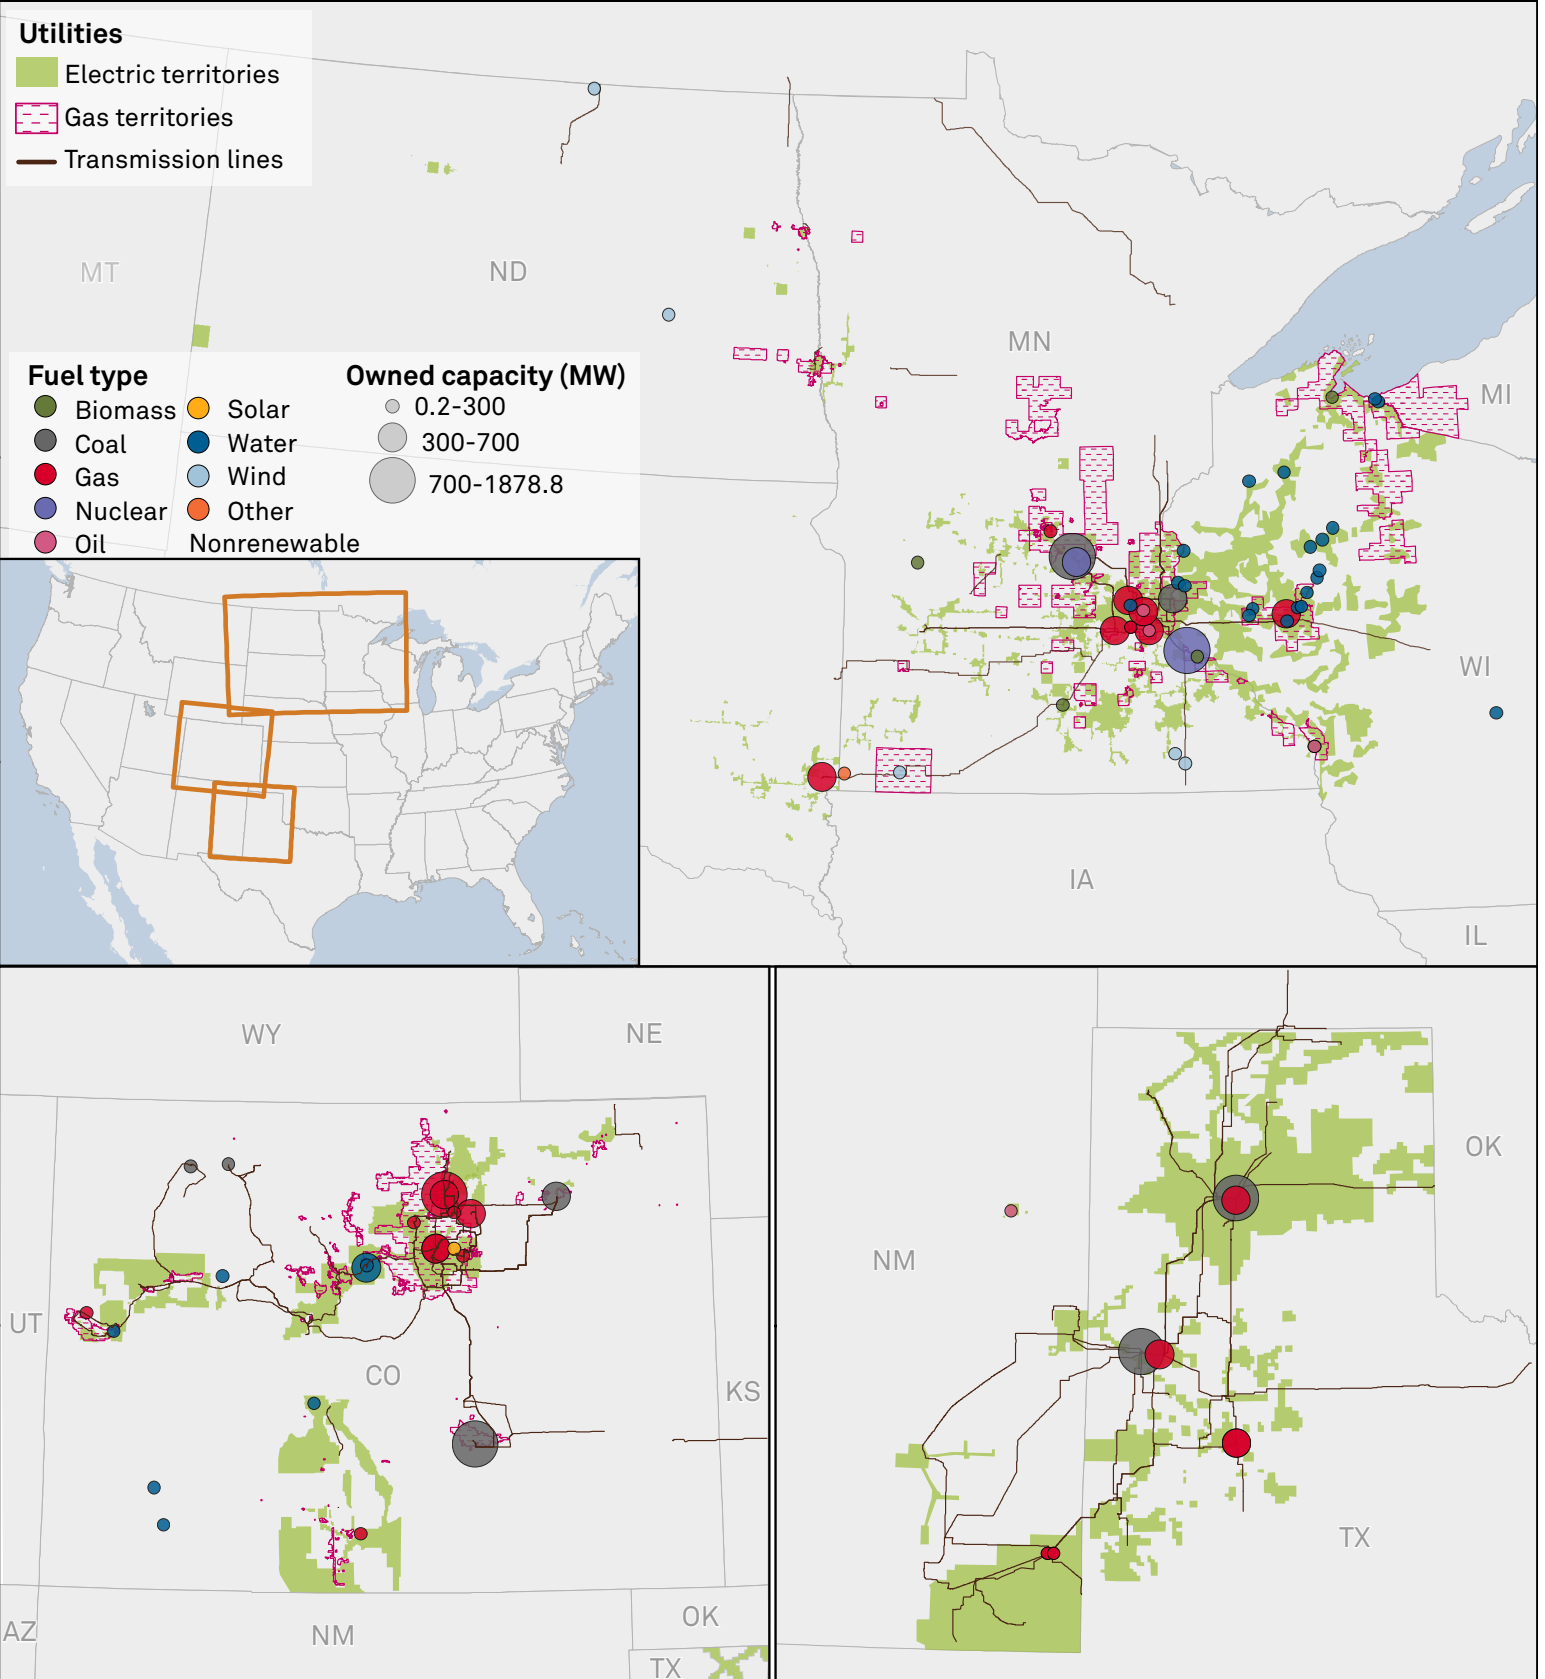 Utilities
Electric territories
Gas territories
Transmission lines
MT
ND
MN
MI
Fuel type
Owned capacity (MW)
Biomass
Solar
0.2-300
Coal
Water
300-700
Gas
Wind
700-1878.8
Nuclear
Other
Oil
Nonrenewable
WI
IA
IL
WY
NE
UT
CO
KS
AZ
NM
OK
TX
OK
NM
TX